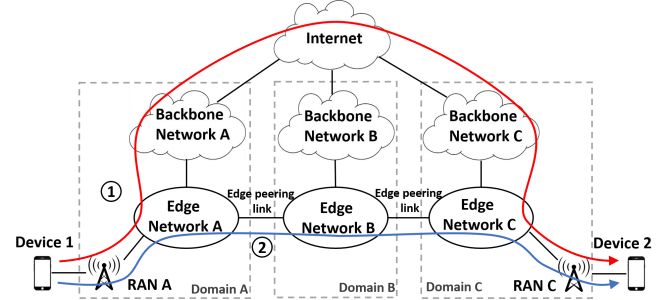 Internet
Backbone
Network A
Backbone
Network B
Backbone
Network C
①
Edge
Network A
Edge peering
link
Edge
Network B
Edge peering
link
Edge
Network C
②
Device 1
Device 2
RAN A
Domain A
Domain B
Domain C
RAN C